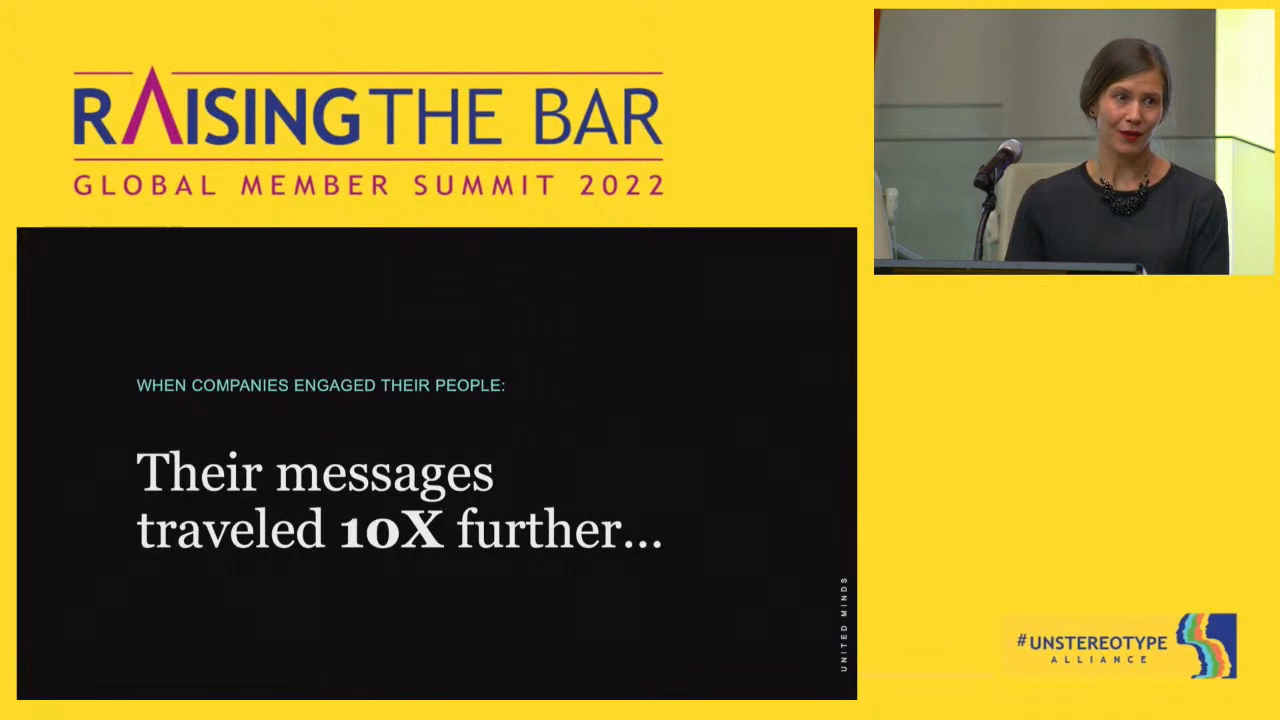 RAISING THE BAR
GLOBAL MEMBER SUMMIT 2022
WHEN COMPANIES ENGAGED THEIR PEOPLE:
Their messages
traveled 10X further...
UNITED MINDS
#UNSTEREOTYPE
ALLIANCE